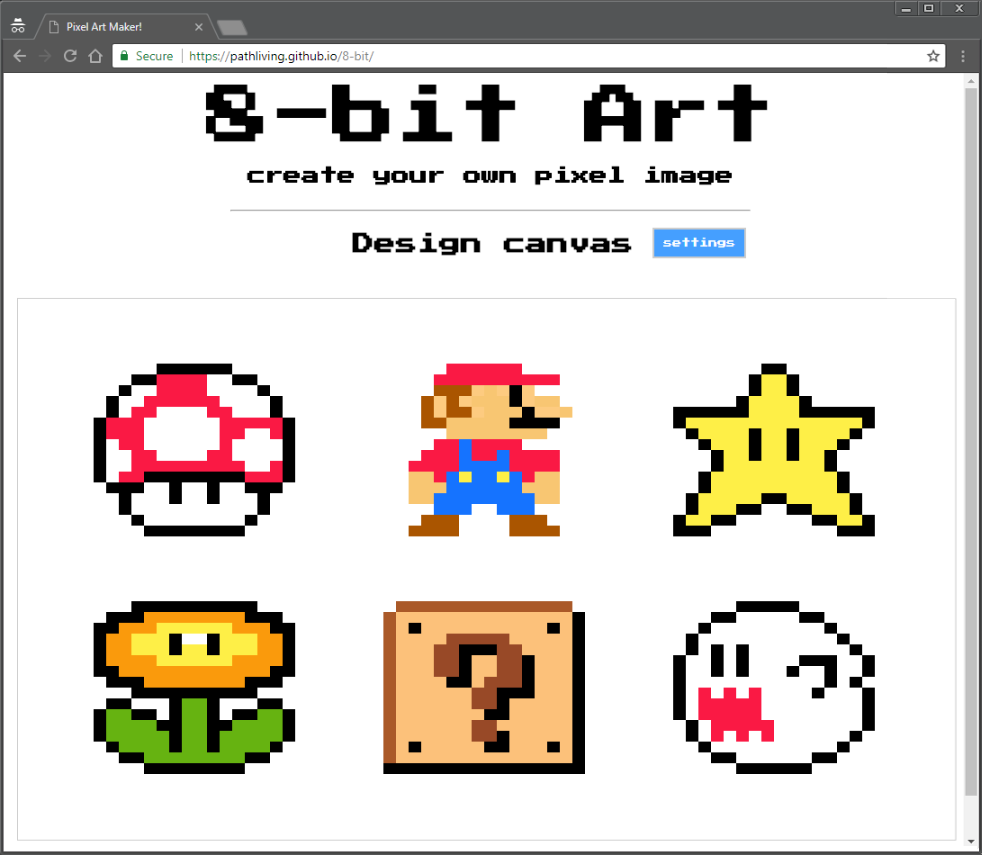 Pixel Art Maker!
Secure https://pathliving.github.io/8-bit/
8-bit Art
create your own pixel image
Design canvas settings
?